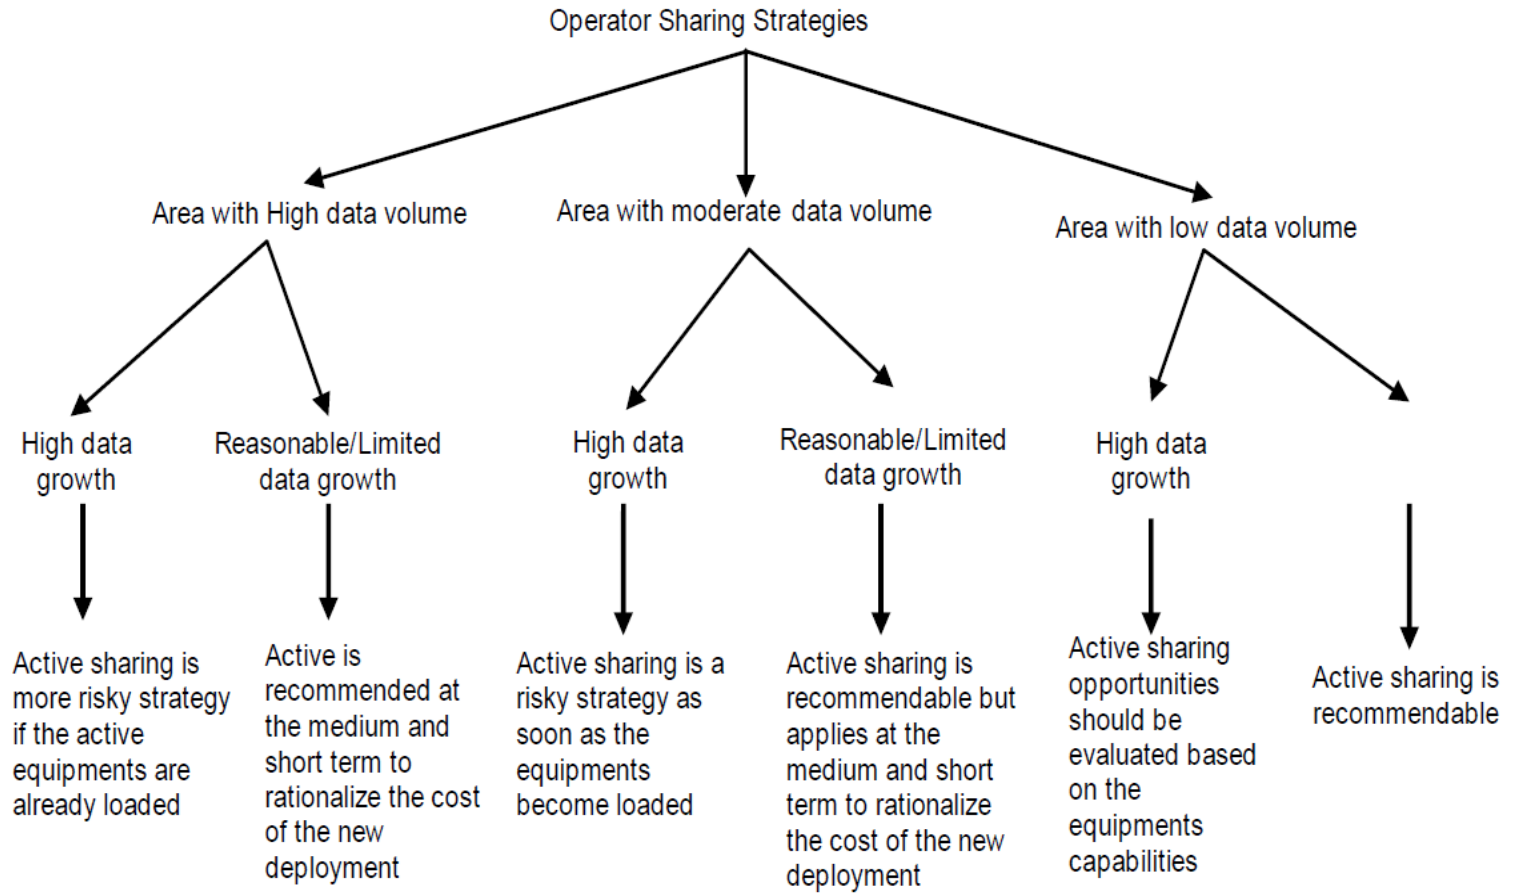 Operator Sharing Strategies
Area with High data volume
Area with moderate data volume
Area with low data volume
High data
growth
Reasonable/Limited
data growth
High data
growth
Reasonable/Limited
data growth
High data
growth
Active sharing is
more risky strategy
if the active
equipments are
already loaded
Active is
recommended at
the medium and
short term to
rationalize the cost
of the new
deployment
Active sharing is a
risky strategy as
soon as the
equipments
become loaded
Active sharing is
recommendable but
applies at the
medium and short
term to rationalize
the cost of the new
deployment
Active sharing
opportunities
should be
evaluated based
on the
equipments
capabilities
Active sharing is
recommendable